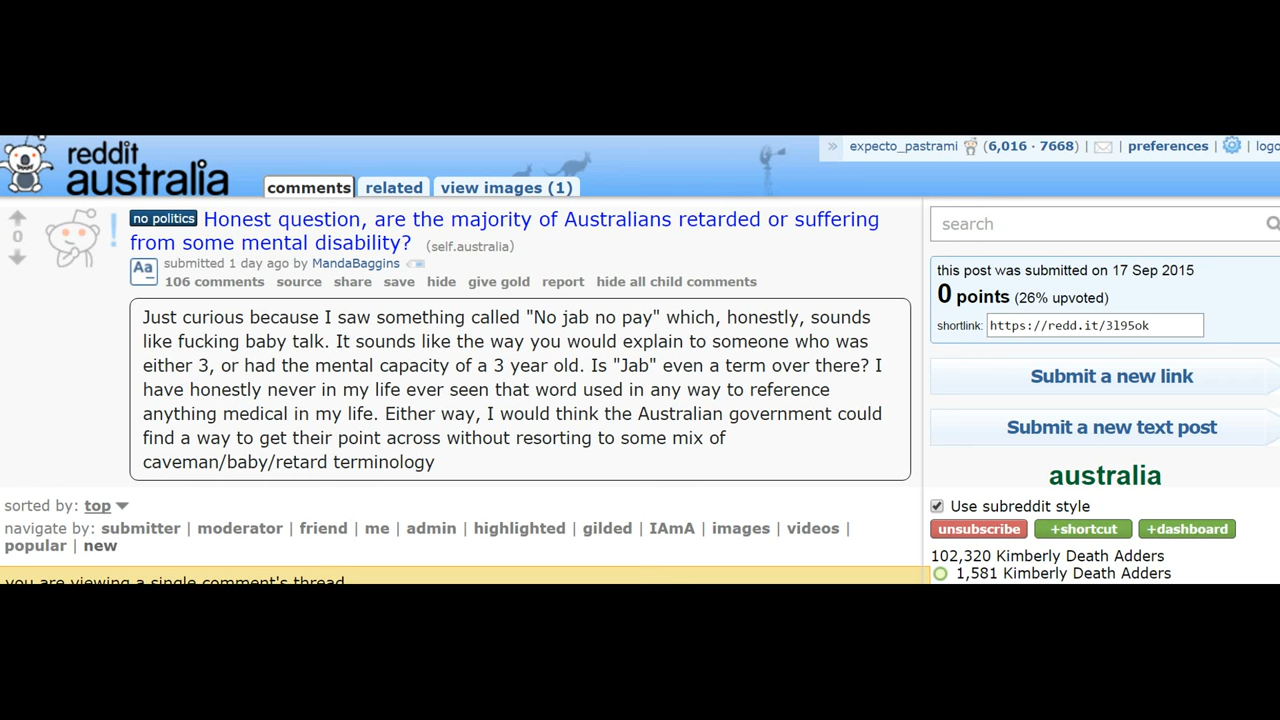 reddit
australia
comments
related
view images (1)
» expecto_pastrami (6,016 · 7668) | | preferences | | logo
no politics Honest question, are the majority of Australians retarded or suffering
from some mental disability? (self.australia)
Aa submitted 1 day ago by MandaBaggins
106 comments source share save hide give gold report hide all child comments
Just curious because I saw something called "No jab no pay" which, honestly, sounds
like fucking baby talk. It sounds like the way you would explain to someone who was
either 3, or had the mental capacity of a 3 year old. Is "Jab" even a term over there? I
have honestly never in my life ever seen that word used in any way to reference
anything medical in my life. Either way, I would think the Australian government could
find a way to get their point across without resorting to some mix of
caveman/baby/retard terminology
0
sorted by: top
navigate by: submitter | moderator | friend | me | admin | highlighted | gilded | IAmA | images | videos |
popular | new
you are viewing a single comment's thread
search
this post was submitted on 17 Sep 2015
0 points (26% upvoted)
shortlink: https://redd.it/3l95ok
Submit a new link
Submit a new text post
australia
Use subreddit style
unsubscribe +shortcut +dashboard
102,320 Kimberly Death Adders
1,581 Kimberly Death Adders